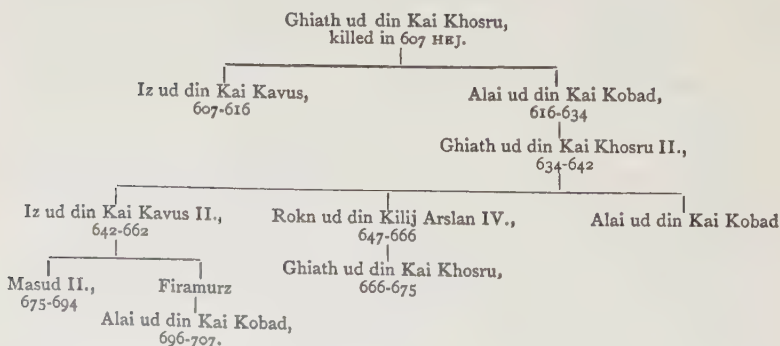 Ghiath ud din Kai Khosru,
killed in 607 HEJ.
Iz ud din Kai Kavus,
607-616
Alai ud din Kai Kobad,
616-634
Ghiath ud din Kai Khosru II.,
634-642
Iz ud din Kai Kavus II.,
642-662
Rokn ud din Kilij Arslan IV.,
647-666
Alai ud din Kai Kobad
Ghiath ud din Kai Khosru,
666-675
Masud II.,
675-694
Firamurz
Alai ud din Kai Kobad,
696-707.